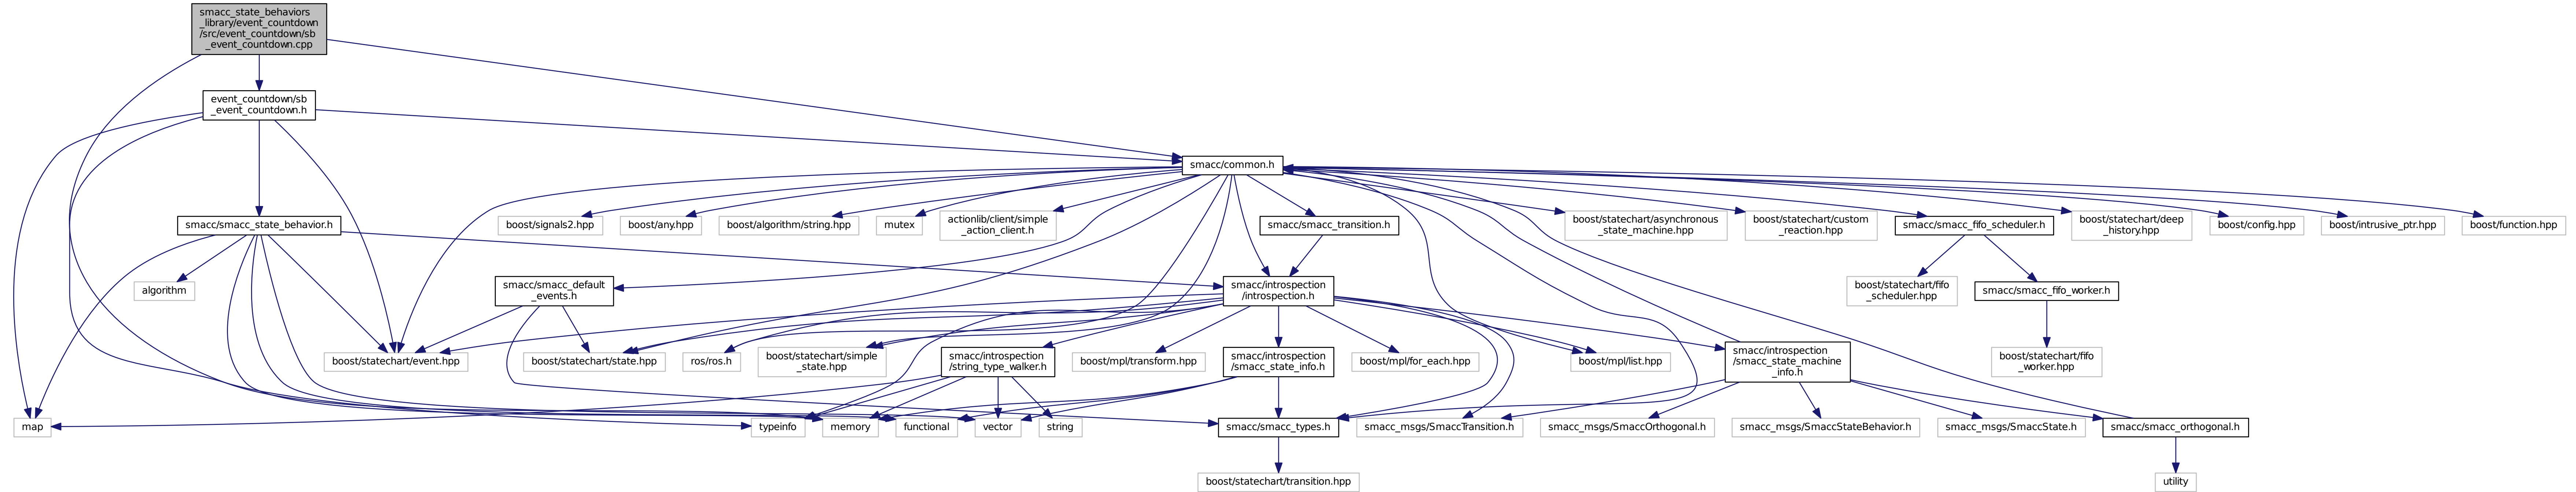 smacc_state_behaviors
_library/event_countdown
/src/event_countdown/sb
_event_countdown.cpp
event_countdown/sb
_event_countdown.h
smacc/common.h
smacc/smacc_state_behavior.h
boost/signals2.hpp
boost/any.hpp
boost/algorithm/string.hpp
mutex
actionlib/client/simple
_action_client.h
smacc/smacc_transition.h
boost/statechart/asynchronous
_state_machine.hpp
boost/statechart/custom
_reaction.hpp
smacc/smacc_fifo_scheduler.h
boost/statechart/deep
_history.hpp
boost/config.hpp
boost/intrusive_ptr.hpp
boost/function.hpp
algorithm
smacc/smacc_default
_events.h
smacc/introspection
/introspection.h
boost/statechart/fifo
_scheduler.hpp
smacc/smacc_fifo_worker.h
boost/statechart/event.hpp
boost/statechart/state.hpp
ros/ros.h
boost/statechart/simple
_state.hpp
smacc/introspection
/string_type_walker.h
boost/mpl/transform.hpp
smacc/introspection
/smacc_state_info.h
boost/mpl/for_each.hpp
boost/mpl/list.hpp
smacc/introspection
/smacc_state_machine
_info.h
boost/statechart/fifo
_worker.hpp
map
typeinfo
memory
functional
vector
string
smacc/smacc_types.h
smacc_msgs/SmaccTransition.h
smacc_msgs/SmaccOrthogonal.h
smacc_msgs/SmaccStateBehavior.h
smacc_msgs/SmaccState.h
smacc/smacc_orthogonal.h
boost/statechart/transition.hpp
utility